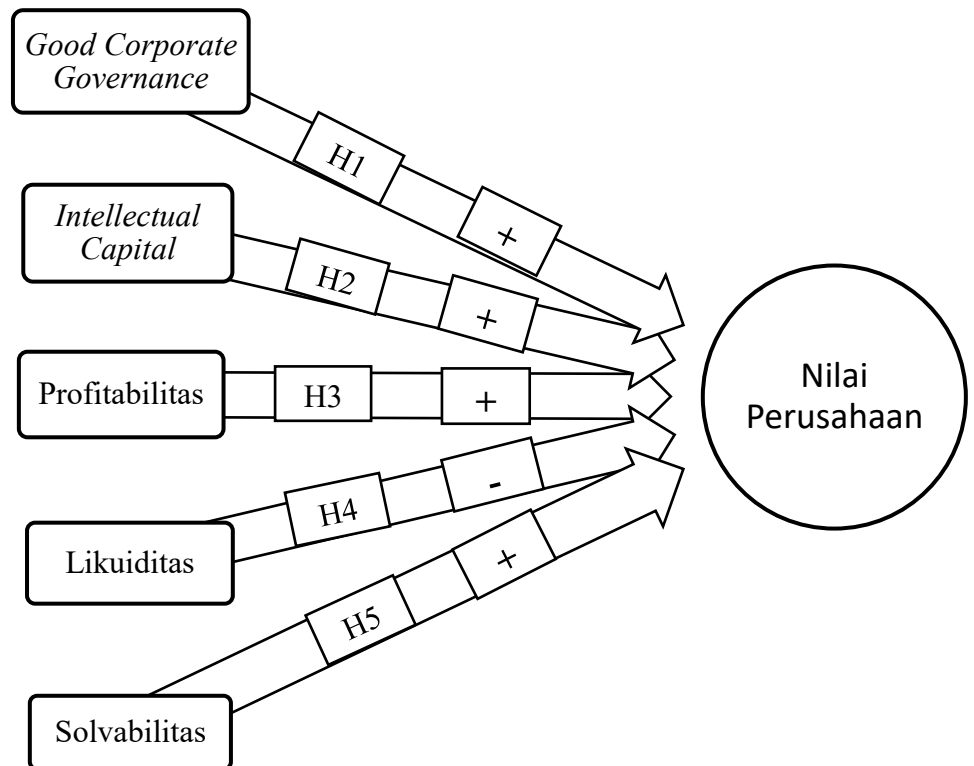 Good Corporate
Governance
H1
+
Intellectual
Capital
H2
+
Profitabilitas
H3
+
Likuiditas
H4
-
Solvabilitas
H5
+
Nilai
Perusahaan